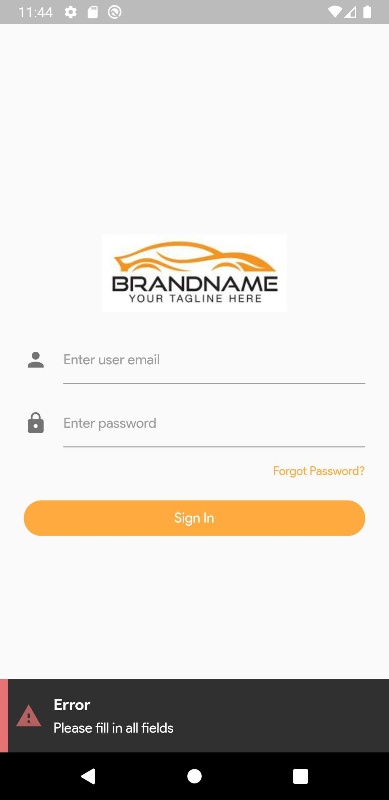 11:44
BRANDNAME
YOUR TAGLINE HERE
Enter user email
Enter password
Forgot Password?
Sign In
Error
Please fill in all fields